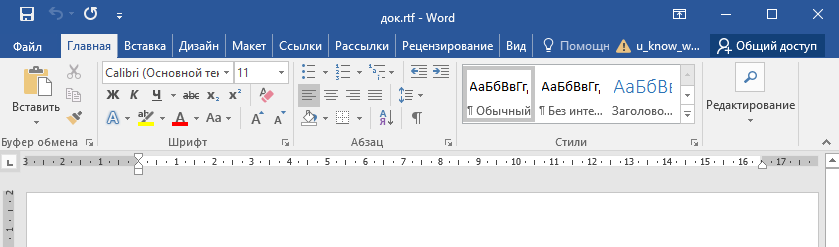 док.rtf - Word
Файл Главная Вставка Дизайн Макет Ссылки Рассылки Рецензирование Вид Помощн u_know_w... Общий доступ
Вставить
Calibri (Основной тек 11
Ж К Ч abc x₂ x²
A ab A Aa A A
АаБбВвГг, АаБбВвГг, АаБбВв
¶ Обычный ¶ Без инте... Заголово...
Редактирование
Буфер обмена Шрифт Абзац Стили
3 2 1 1 2 3 4 5 6 7 8 9 10 11 12 13 14 15 16 17
2
1